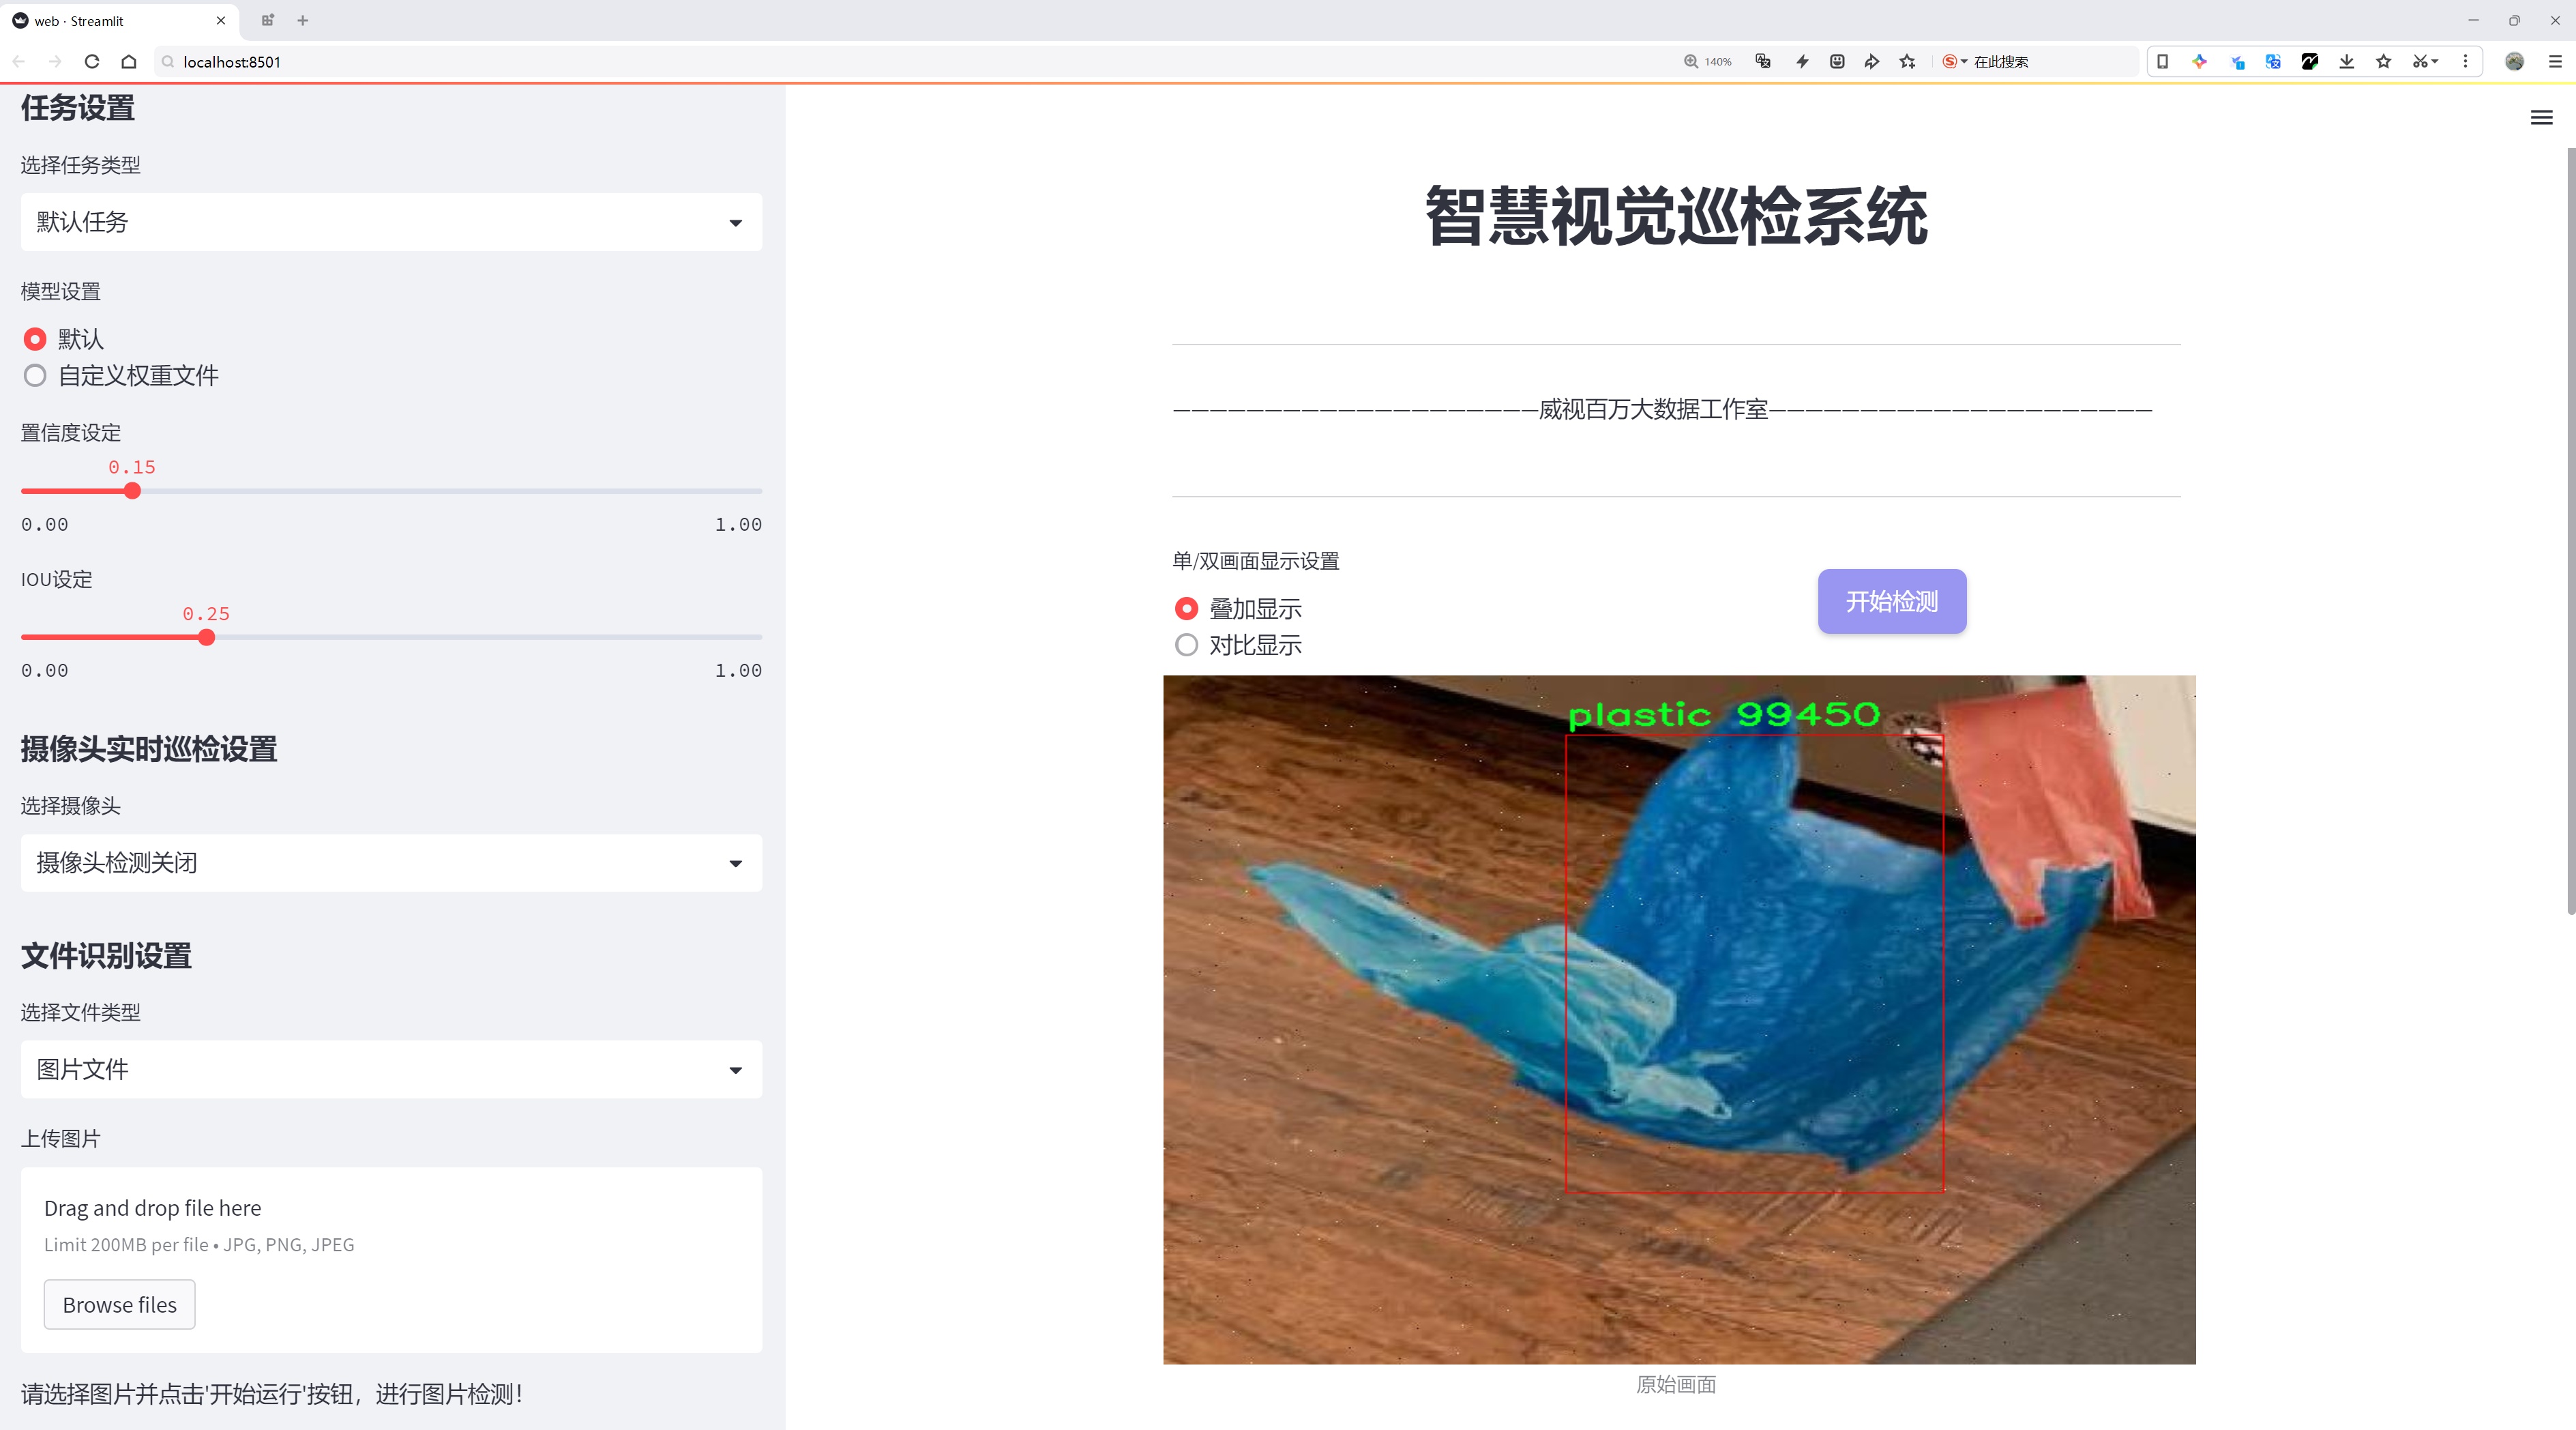 web · Streamlit
localhost:8501
140%
在此搜索
任务设置
选择任务类型
默认任务
模型设置
默认
自定义权重文件
置信度设定
0.15
0.00 1.00
IOU设定
0.25
0.00 1.00
摄像头实时巡检设置
选择摄像头
摄像头检测关闭
文件识别设置
选择文件类型
图片文件
上传图片
Drag and drop file here
Limit 200MB per file • JPG, PNG, JPEG
Browse files
请选择图片并点击'开始运行'按钮，进行图片检测！
智慧视觉巡检系统
—————————————————————威视百万大数据工作室—————————————————————
单/双画面显示设置
叠加显示
对比显示
开始检测
plastic 99450
原始画面